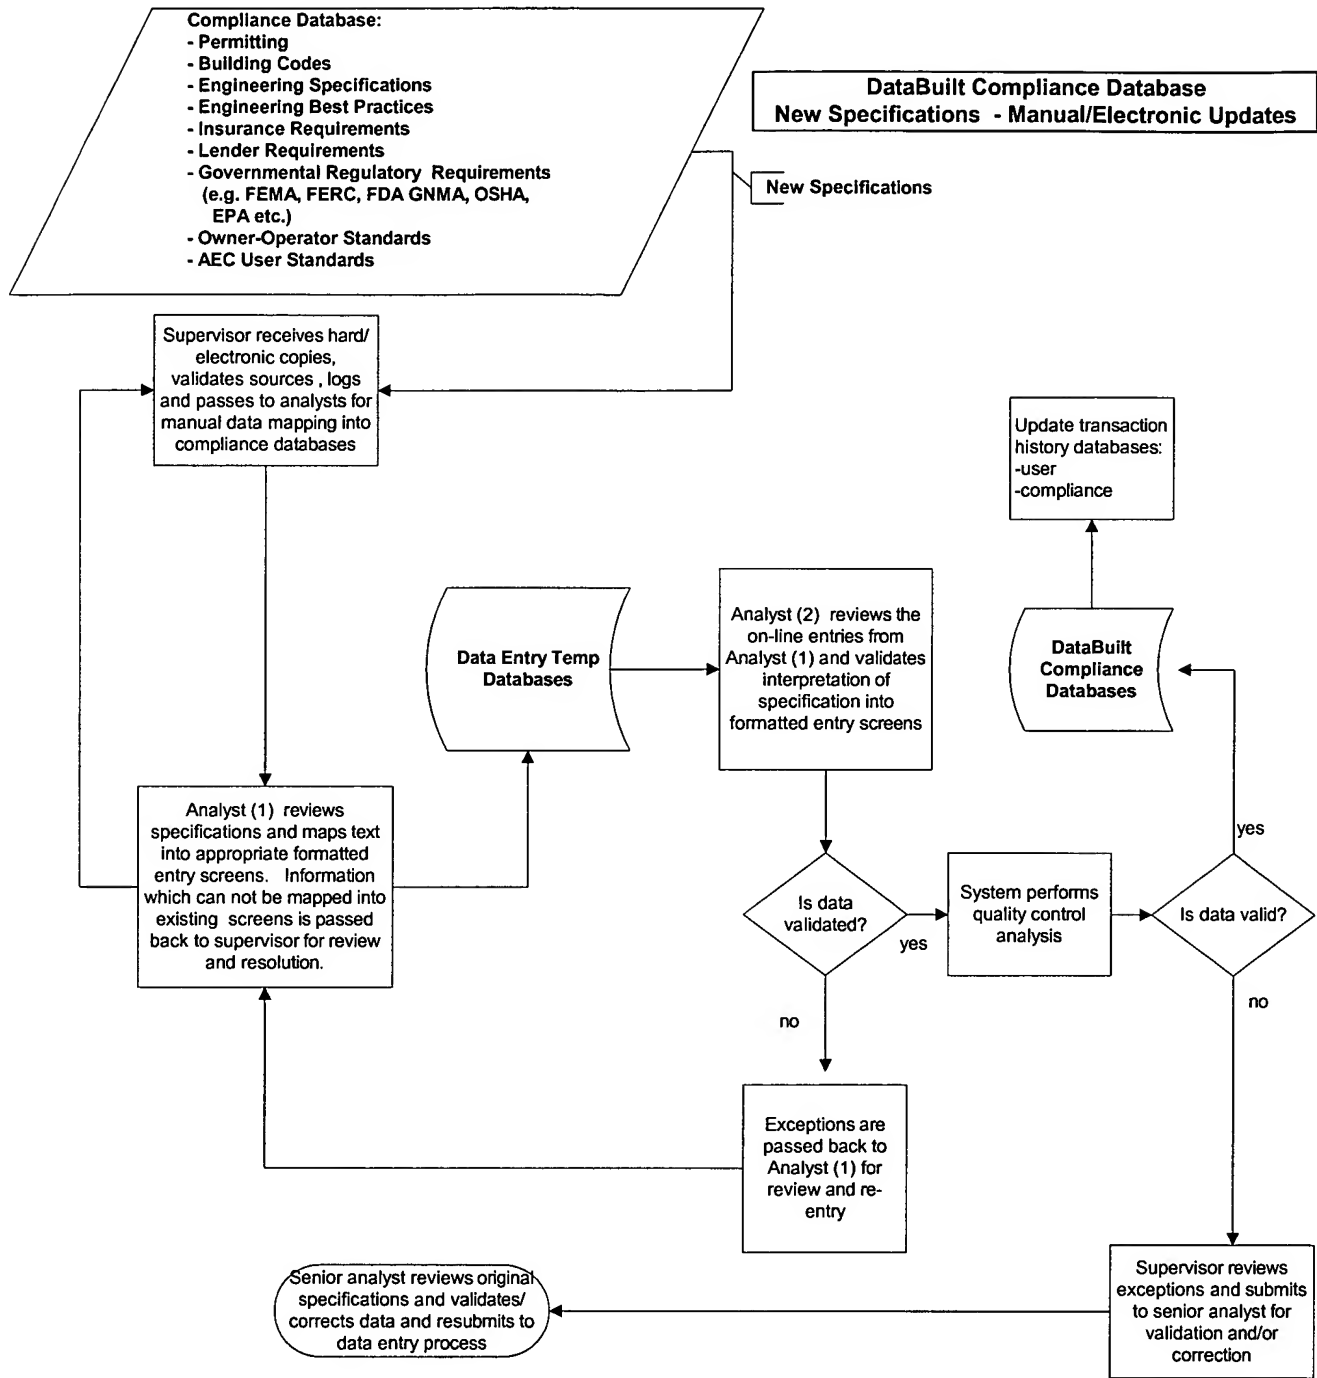 Compliance Database:
- Permitting
- Building Codes
- Engineering Specifications
- Engineering Best Practices
- Insurance Requirements
- Lender Requirements
- Governmental Regulatory Requirements
(e.g. FEMA, FERC, FDA GNMA, OSHA,
EPA etc.)
- Owner-Operator Standards
- AEC User Standards
DataBuilt Compliance Database
New Specifications - Manual/Electronic Updates
New Specifications
Supervisor receives hard/
electronic copies,
validates sources , logs
and passes to analysts for
manual data mapping into
compliance databases
Update transaction
history databases:
-user
-compliance
Data Entry Temp
Databases
Analyst (2) reviews the
on-line entries from
Analyst (1) and validates
interpretation of
specification into
formatted entry screens
DataBuilt
Compliance
Databases
Analyst (1) reviews
specifications and maps text
into appropriate formatted
entry screens. Information
which can not be mapped into
existing screens is passed
back to supervisor for review
and resolution.
Is data
validated?
yes
System performs
quality control
analysis
Is data valid?
yes
no
no
Exceptions are
passed back to
Analyst (1) for
review and re-
entry
Senior analyst reviews original
specifications and validates/
corrects data and resubmits to
data entry process
Supervisor reviews
exceptions and submits
to senior analyst for
validation and/or
correction